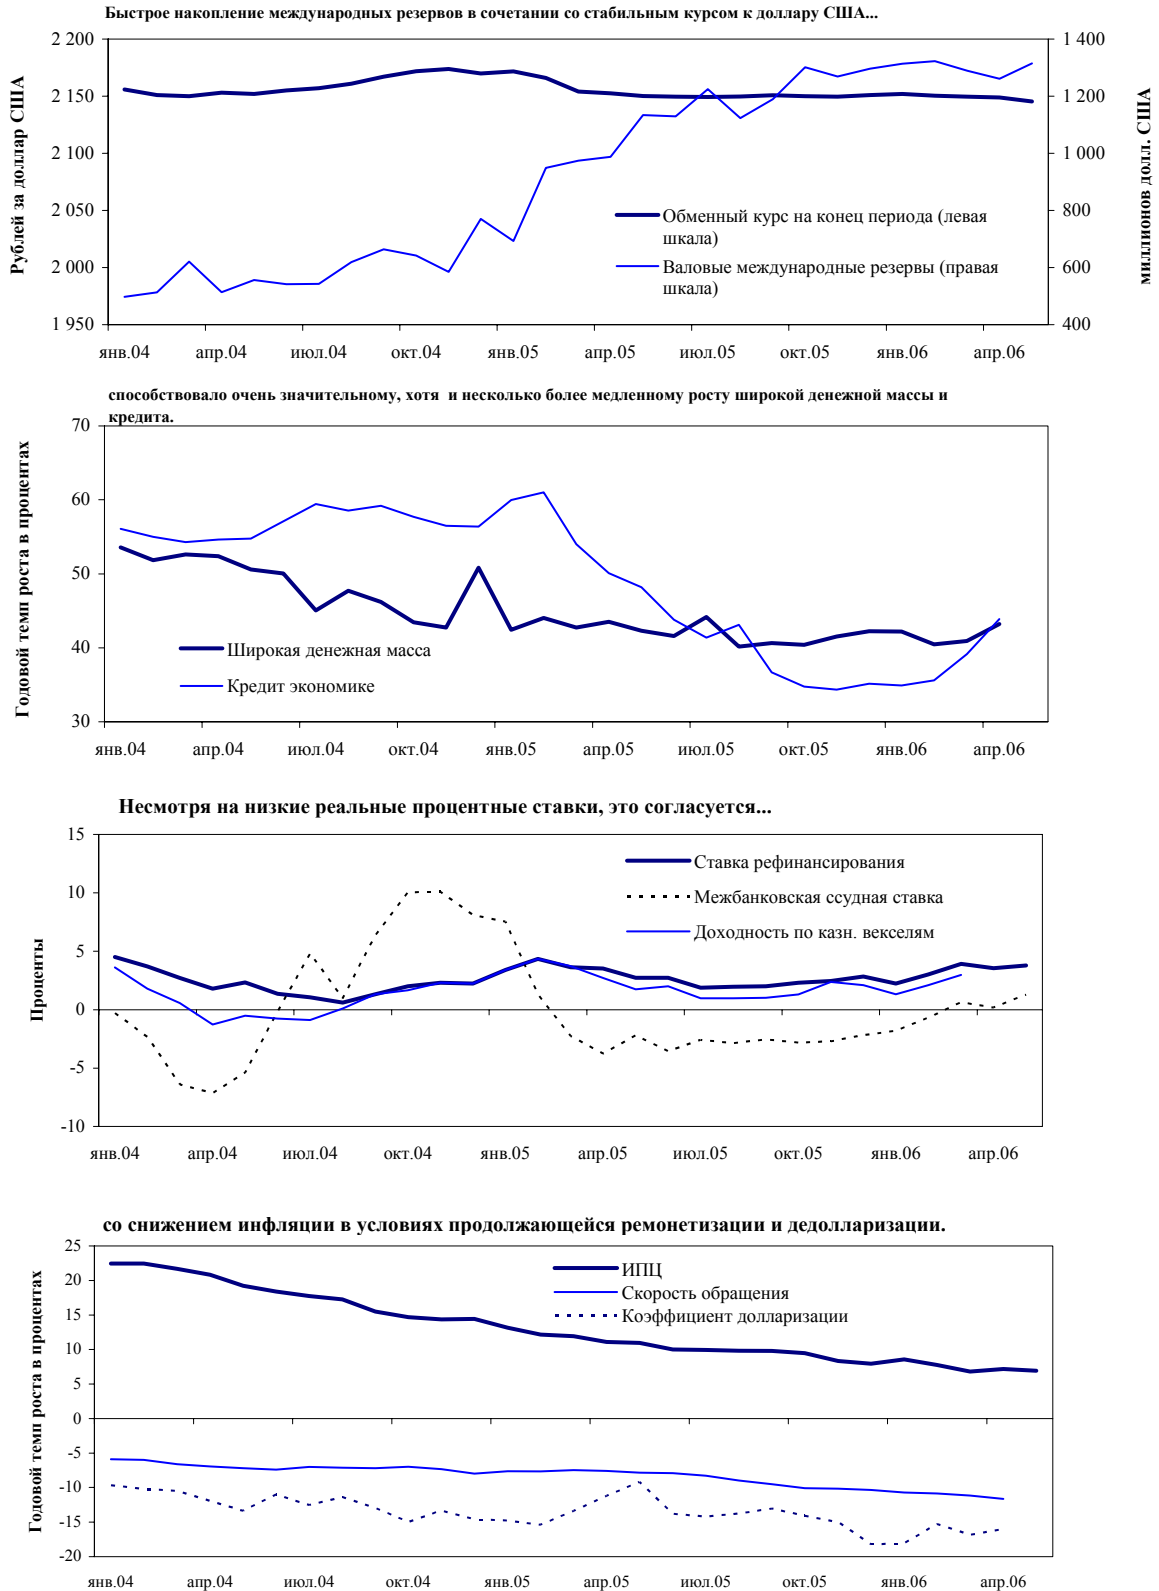 Быстрое накопление международных резервов в сочетании со стабильным курсом к доллару США...
Рублей за доллар США
2 200
2 150
2 100
2 050
2 000
1 950
1 400
1 200
1 000
800
600
400
миллионов долл. США
Обменный курс на конец периода (левая
шкала)
Валовые международные резервы (правая
шкала)
янв.04 апр.04 июл.04 окт.04 янв.05 апр.05 июл.05 окт.05 янв.06 апр.06
способствовало очень значительному, хотя и несколько более медленному росту широкой денежной массы и
кредита.
Годовой темп роста в процентах
70
60
50
40
30
Широкая денежная масса
Кредит экономике
янв.04 апр.04 июл.04 окт.04 янв.05 апр.05 июл.05 окт.05 янв.06 апр.06
Несмотря на низкие реальные процентные ставки, это согласуется...
Проценты
15
10
5
0
-5
-10
Ставка рефинансирования
Межбанковская ссудная ставка
Доходность по казн. векселям
янв.04 апр.04 июл.04 окт.04 янв.05 апр.05 июл.05 окт.05 янв.06 апр.06
со снижением инфляции в условиях продолжающейся ремонетизации и дедолларизации.
Годовой темп роста в процентах
25
20
15
10
5
0
-5
-10
-15
-20
ИПЦ
Скорость обращения
Коэффициент долларизации
янв.04 апр.04 июл.04 окт.04 янв.05 апр.05 июл.05 окт.05 янв.06 апр.06